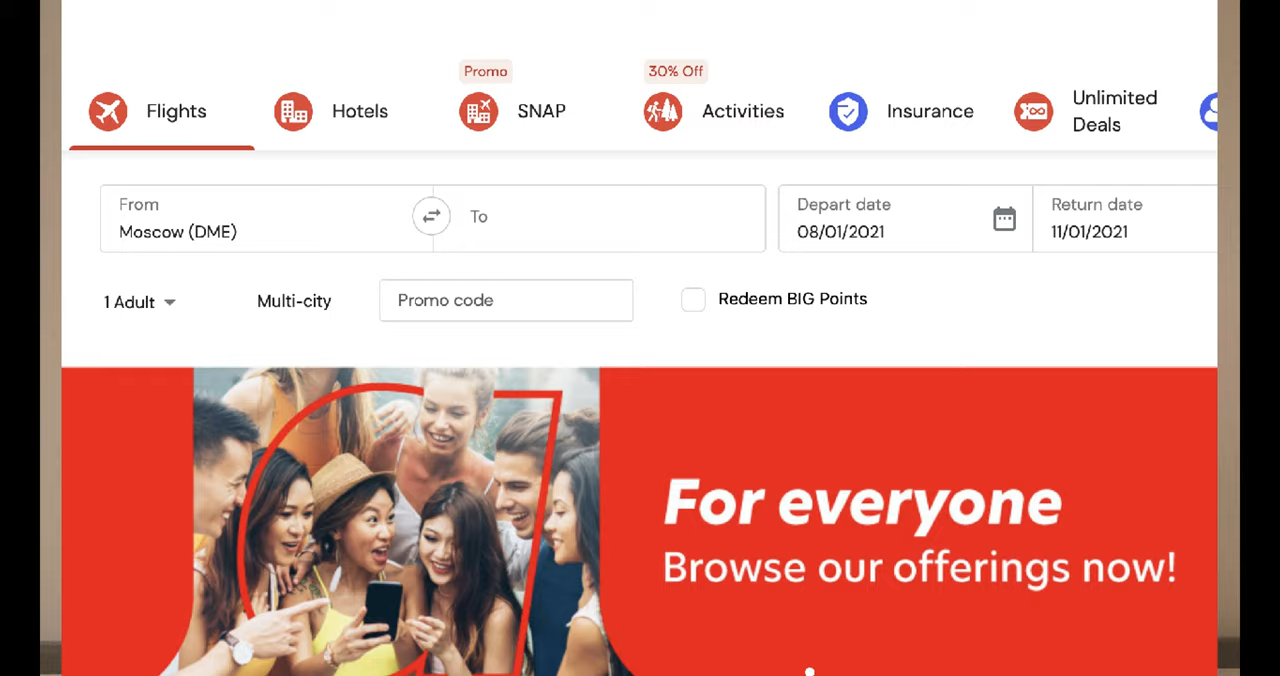 Promo
30% Off
Flights
Hotels
SNAP
Activities
Insurance
Unlimited
Deals
From
Moscow (DME)
To
Depart date
08/01/2021
Return date
11/01/2021
1 Adult
Multi-city
Promo code
Redeem BIG Points
For everyone
Browse our offerings now!